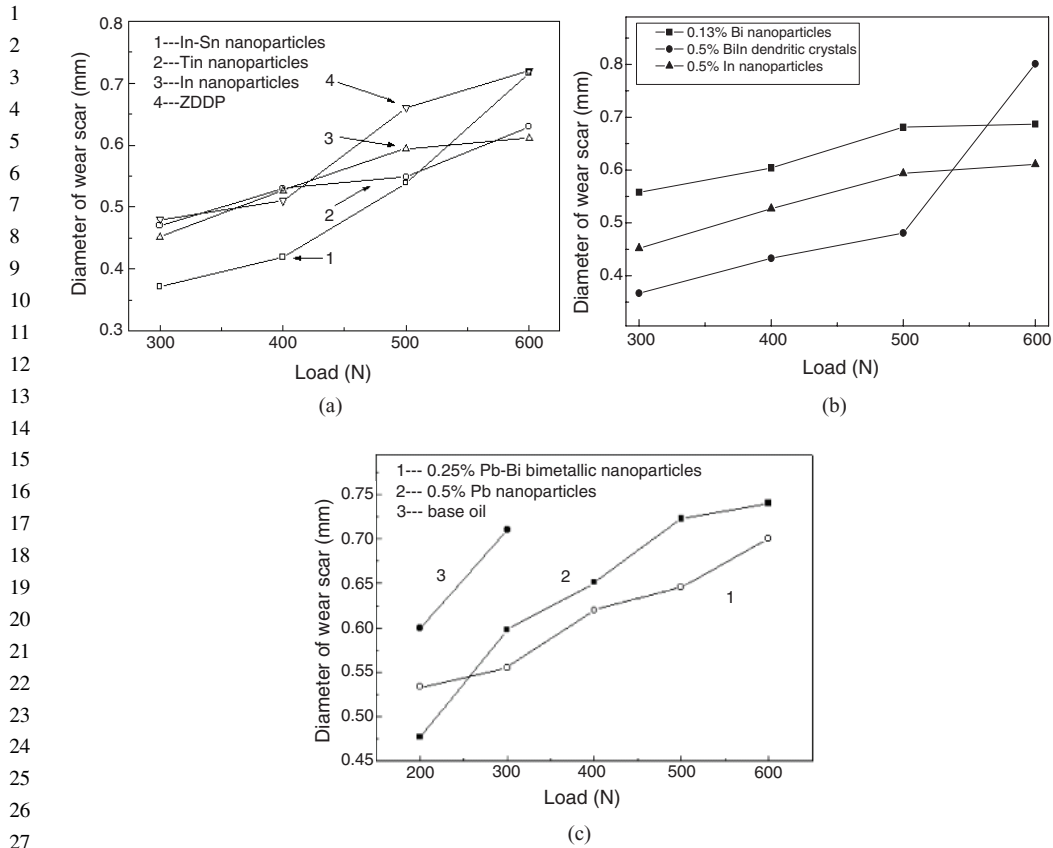 1
2
3
4
5
6
7
8
9
10
11
12
13
14
15
16
17
18
19
20
21
22
23
24
25
26
27
0.8
0.7
0.6
0.5
0.4
0.3
Diameter of wear scar (mm)
1---In-Sn nanoparticles
2---Tin nanoparticles
3---In nanoparticles
4---ZDDP
4
3
2
1
300 400 500 600
Load (N)
(a)
0.8
0.7
0.6
0.5
0.4
Diameter of wear scar (mm)
0.13% Bi nanoparticles
0.5% BiIn dendritic crystals
0.5% In nanoparticles
300 400 500 600
Load (N)
(b)
0.75
0.70
0.65
0.60
0.55
0.50
0.45
Diameter of wear scar (mm)
1--- 0.25% Pb-Bi bimetallic nanoparticles
2--- 0.5% Pb nanoparticles
3--- base oil
3
2
1
200 300 400 500 600
Load (N)
(c)